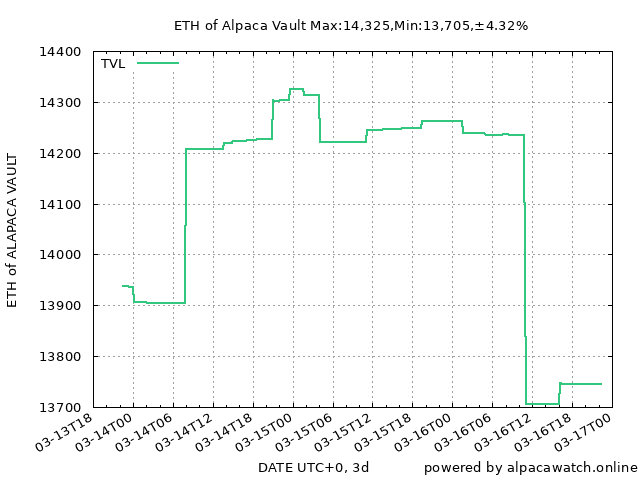 ETH of Alpaca Vault Max:14,325,Min:13,705,±4.32%
TVL
ETH of ALAPACA VAULT
14400
14300
14200
14100
14000
13900
13800
13700
03-13T18
03-14T00
03-14T06
03-14T12
03-14T18
03-15T00
03-15T06
03-15T12
03-15T18
03-16T00
03-16T06
03-16T12
03-16T18
03-17T00
DATE UTC+0, 3d
powered by alpacawatch.online